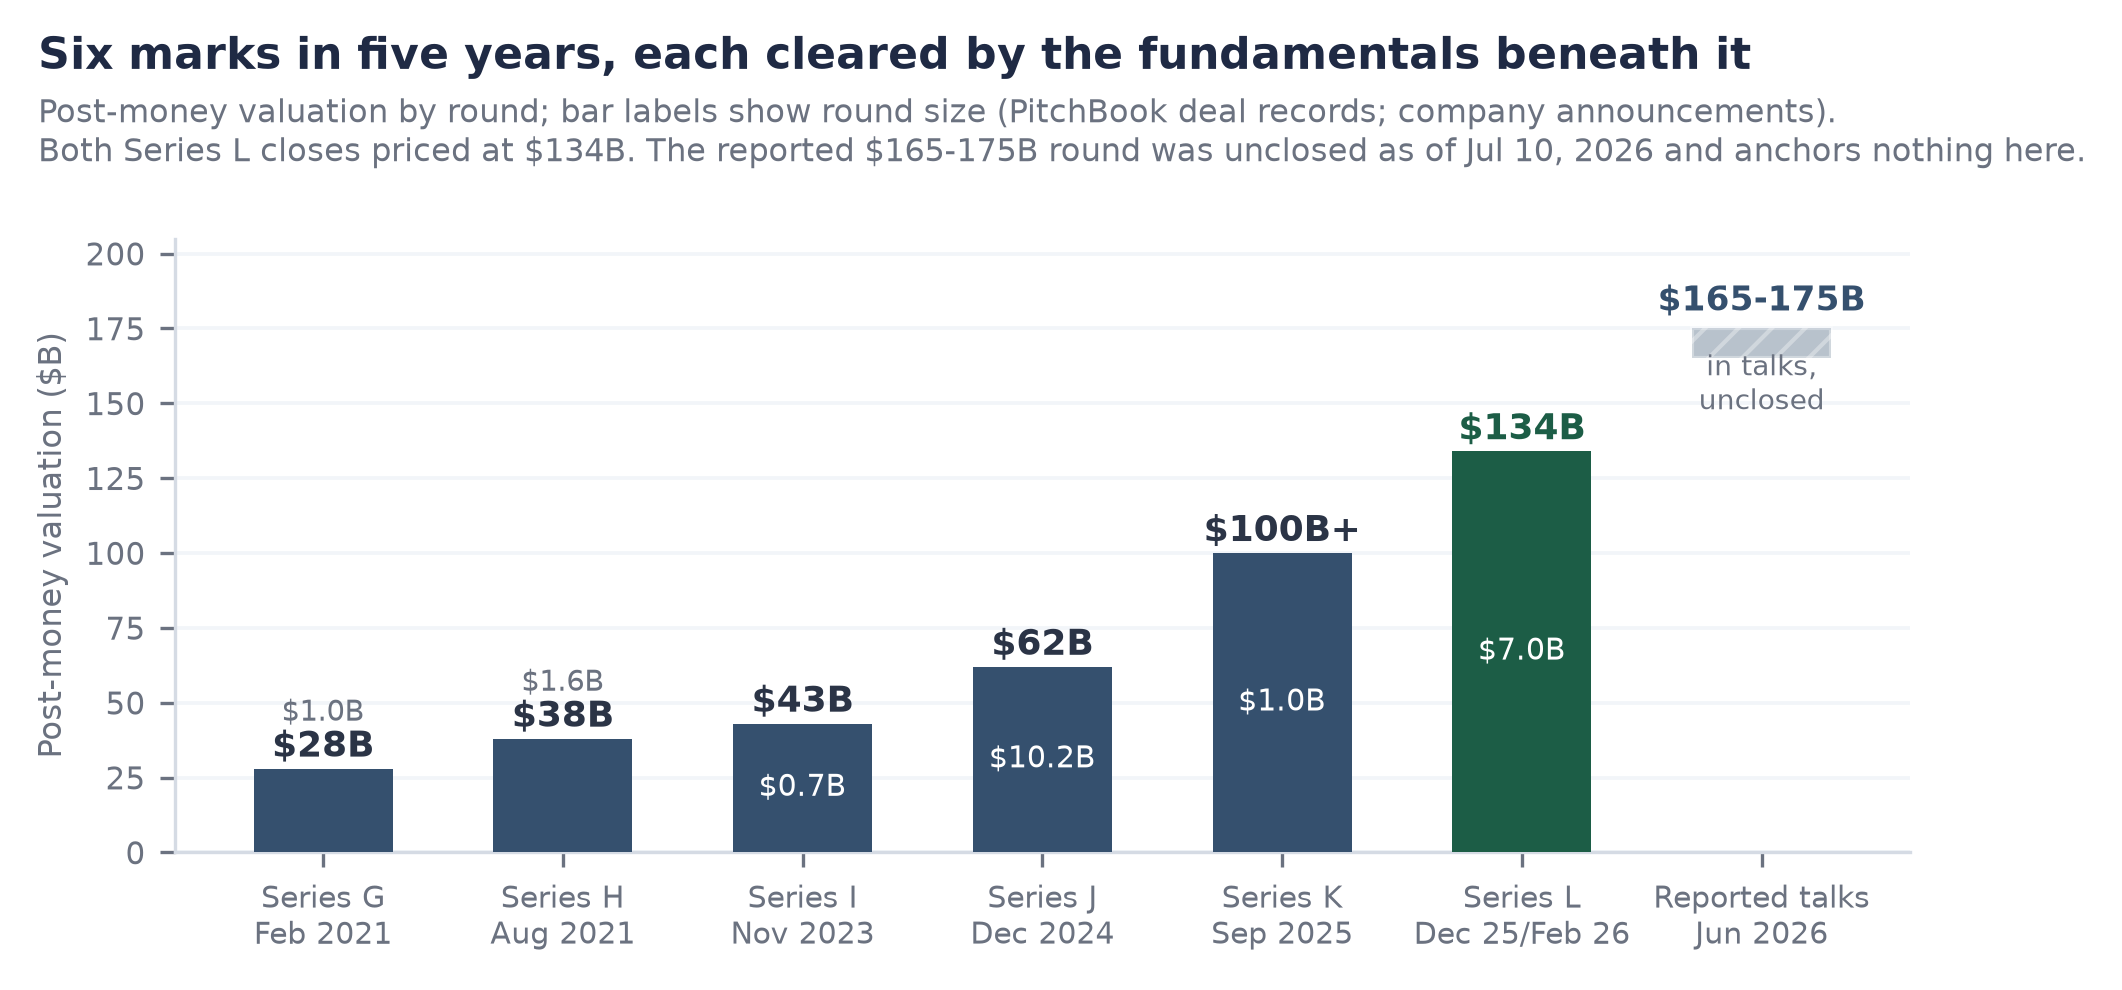 Six marks in five years, each cleared by the fundamentals beneath it
Post-money valuation by round; bar labels show round size (PitchBook deal records; company announcements).
Both Series L closes priced at $134B. The reported $165-175B round was unclosed as of Jul 10, 2026 and anchors nothing here.
Post-money valuation ($B)
200
175
150
125
100
75
50
25
0
$1.0B
$28B
$1.6B
$38B
$43B
$0.7B
$62B
$10.2B
$100B+
$1.0B
$134B
$7.0B
$165-175B
in talks,
unclosed
Series G
Feb 2021
Series H
Aug 2021
Series I
Nov 2023
Series J
Dec 2024
Series K
Sep 2025
Series L
Dec 25/Feb 26
Reported talks
Jun 2026